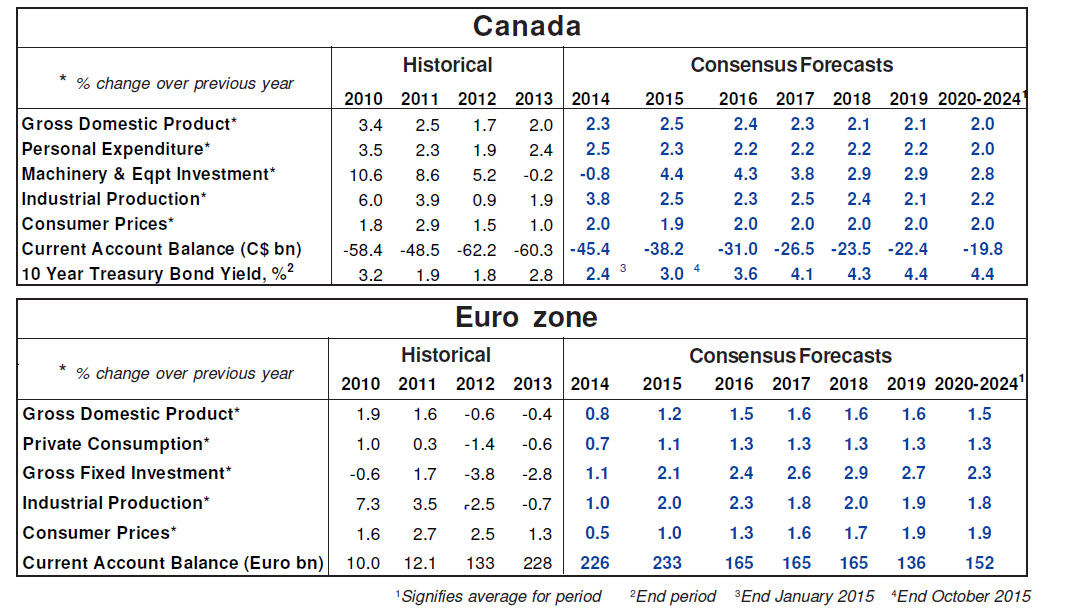 Canada
* % change over previous year Historical Consensus Forecasts
2010 2011 2012 2013 2014 2015 2016 2017 2018 2019 2020-2024¹
Gross Domestic Product* 3.4 2.5 1.7 2.0 2.3 2.5 2.4 2.3 2.1 2.1 2.0
Personal Expenditure* 3.5 2.3 1.9 2.4 2.5 2.3 2.2 2.2 2.2 2.2 2.0
Machinery & Eqpt Investment* 10.6 8.6 5.2 -0.2 -0.8 4.4 4.3 3.8 2.9 2.9 2.8
Industrial Production* 6.0 3.9 0.9 1.9 3.8 2.5 2.3 2.5 2.4 2.1 2.2
Consumer Prices* 1.8 2.9 1.5 1.0 2.0 1.9 2.0 2.0 2.0 2.0 2.0
Current Account Balance (C$ bn) -58.4 -48.5 -62.2 -60.3 -45.4 -38.2 -31.0 -26.5 -23.5 -22.4 -19.8
10 Year Treasury Bond Yield, %² 3.2 1.9 1.8 2.8 2.4 ³ 3.0 ⁴ 3.6 4.1 4.3 4.4 4.4
Euro zone
* % change over previous year Historical Consensus Forecasts
2010 2011 2012 2013 2014 2015 2016 2017 2018 2019 2020-2024¹
Gross Domestic Product* 1.9 1.6 -0.6 -0.4 0.8 1.2 1.5 1.6 1.6 1.6 1.5
Private Consumption* 1.0 0.3 -1.4 -0.6 0.7 1.1 1.3 1.3 1.3 1.3 1.3
Gross Fixed Investment* -0.6 1.7 -3.8 -2.8 1.1 2.1 2.4 2.6 2.9 2.7 2.3
Industrial Production* 7.3 3.5 -2.5 -0.7 1.0 2.0 2.3 1.8 2.0 1.9 1.8
Consumer Prices* 1.6 2.7 2.5 1.3 0.5 1.0 1.3 1.6 1.7 1.9 1.9
Current Account Balance (Euro bn) 10.0 12.1 133 228 226 233 165 165 165 136 152
¹Signifies average for period ²End period ³End January 2015 ⁴End October 2015